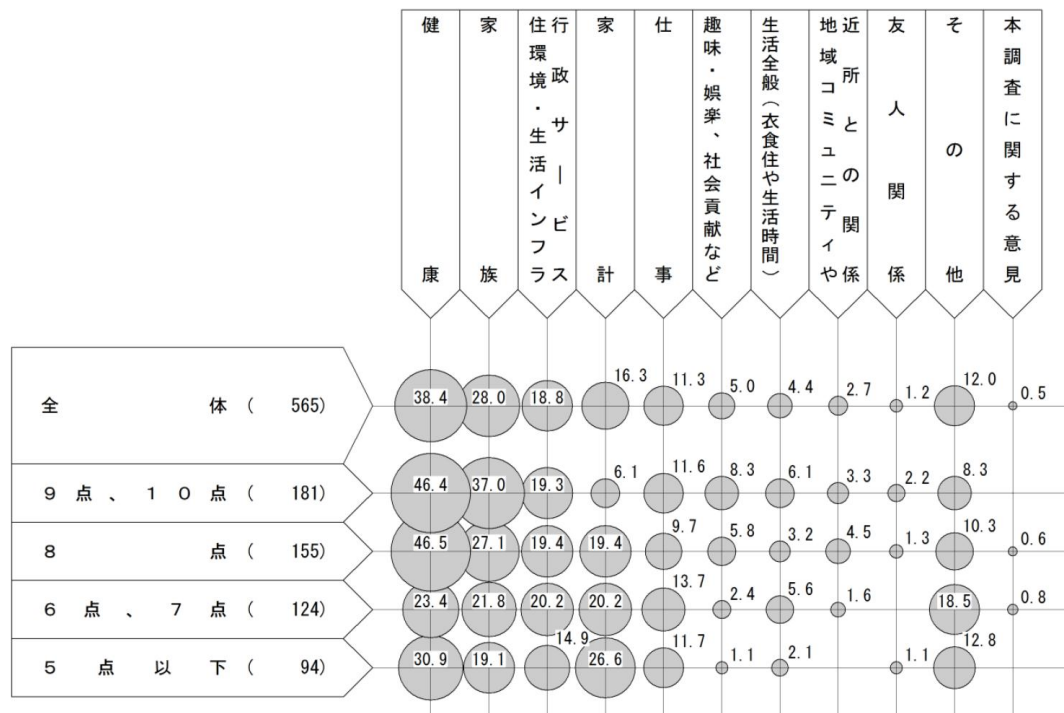 健康
家族
行政サービス
住環境・生活インフラ
家計
仕事
趣味・娯楽、社会貢献など
生活全般(衣食住や生活時間)
近所との関係
地域コミュニティや
友人関係
その他
本調査に関する意見
全体( 565)
38.4 28.0 18.8 16.3 11.3 5.0 4.4 2.7 1.2 12.0 0.5
9点、10点( 181)
46.4 37.0 19.3 6.1 11.6 8.3 6.1 3.3 2.2 8.3
8点( 155)
46.5 27.1 19.4 19.4 9.7 5.8 3.2 4.5 1.3 10.3 0.6
6点、7点( 124)
23.4 21.8 20.2 20.2 13.7 2.4 5.6 1.6 18.5 0.8
5点以下( 94)
30.9 19.1 14.9 26.6 11.7 1.1 2.1 1.1 12.8